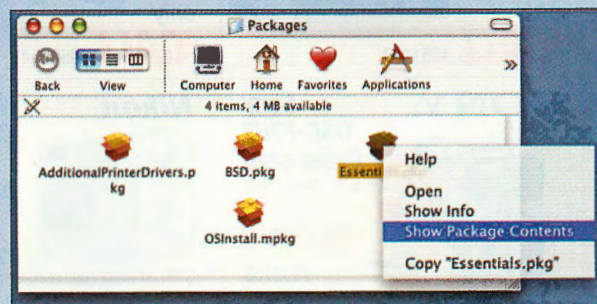 Packages
Back
View
Computer
Home
Favorites
Applications
»
4 items, 4 MB available
AdditionalPrinterDrivers.p
kg
BSD.pkg
Essenti
OSInstall.mpkg
Help
Open
Show Info
Show Package Contents
Copy "Essentials.pkg"